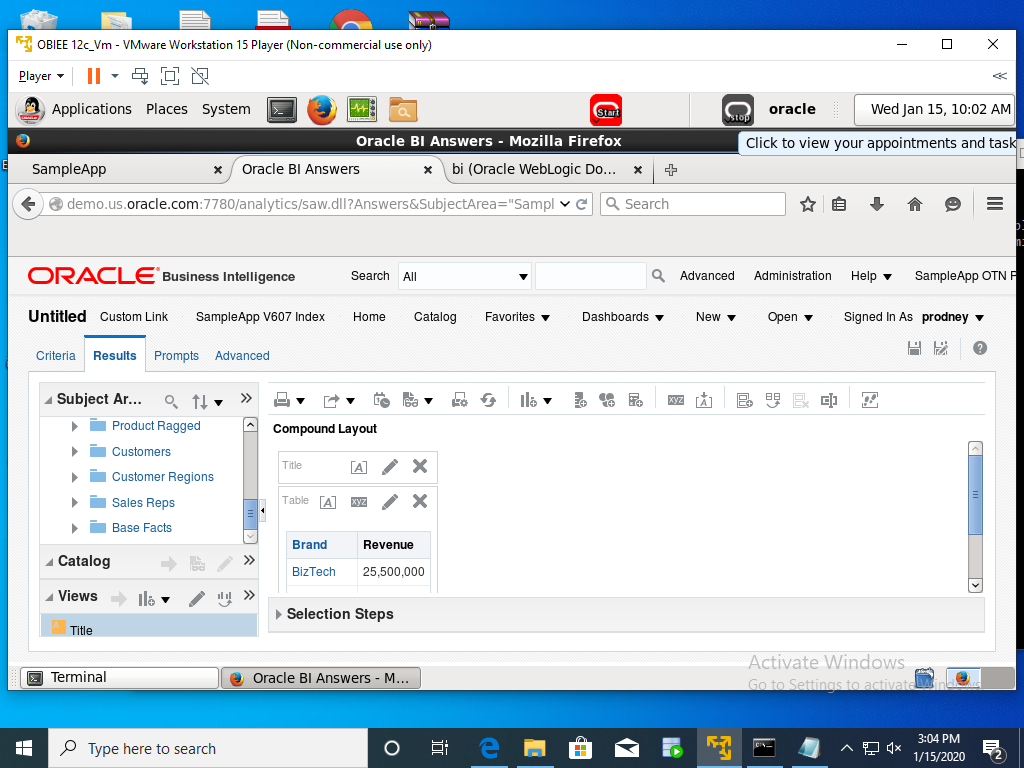 OBIEE 12c_Vm - VMware Workstation 15 Player (Non-commercial use only)
Player
Applications Places System Start stop oracle Wed Jan 15, 10:02 AM
Oracle BI Answers - Mozilla Firefox
Click to view your appointments and task
SampleApp Oracle BI Answers bi (Oracle WebLogic Do...
demo.us.oracle.com:7780/analytics/saw.dll?Answers&SubjectArea="Sampl Search
ORACLE Business Intelligence Search All Advanced Administration Help SampleApp OTN P
Untitled Custom Link SampleApp V607 Index Home Catalog Favorites Dashboards New Open Signed In As prodney
Criteria Results Prompts Advanced
Subject Ar...
Product Ragged
Customers
Customer Regions
Sales Reps
Base Facts
Catalog
Views
Title
Compound Layout
Title
Table
Brand Revenue
BizTech 25,500,000
Selection Steps
Activate Windows
Go to Settings to activate Windows.
Terminal Oracle BI Answers - M...
Type here to search
3:04 PM
1/15/2020
2